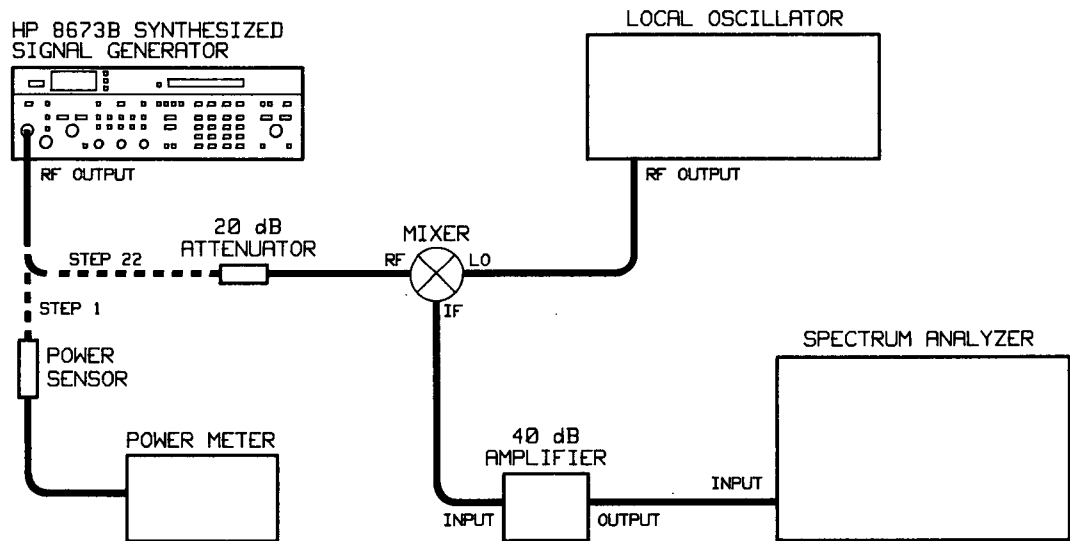 HP 8673B SYNTHESIZED
SIGNAL GENERATOR
LOCAL OSCILLATOR
RF OUTPUT
RF OUTPUT
20 dB
ATTENUATOR
MIXER
STEP 22
RF
LO
STEP 1
IF
POWER
SENSOR
SPECTRUM ANALYZER
POWER METER
40 dB
AMPLIFIER
INPUT
OUTPUT
INPUT